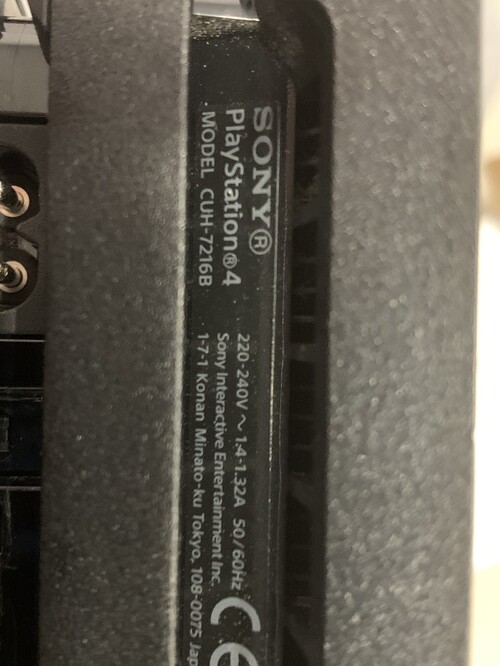 SONY®
PlayStation®4
MODEL CUH-7216B
220-240V ~ 1.4-1.32A 50/60Hz
Sony Interactive Entertainment Inc.
1-7-1 Konan Minato-ku Tokyo, 108-0075 Jap
CE